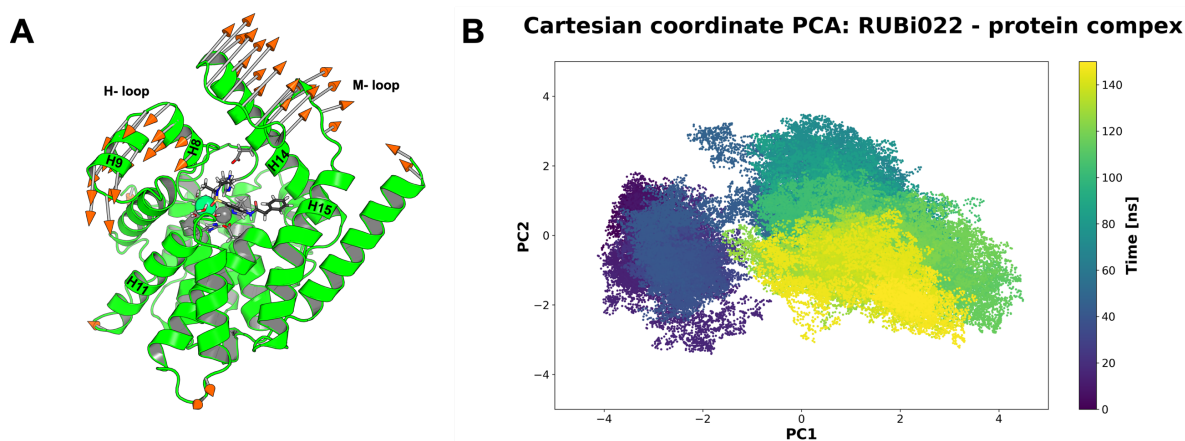 A
H- loop
M- loop
H9
H8
H14
H15
H11
B
Cartesian coordinate PCA: RUBi022 - protein compex
PC2
4
2
0
−2
−4
−4
−2
0
2
4
PC1
140
120
100
80
60
40
20
0
Time [ns]